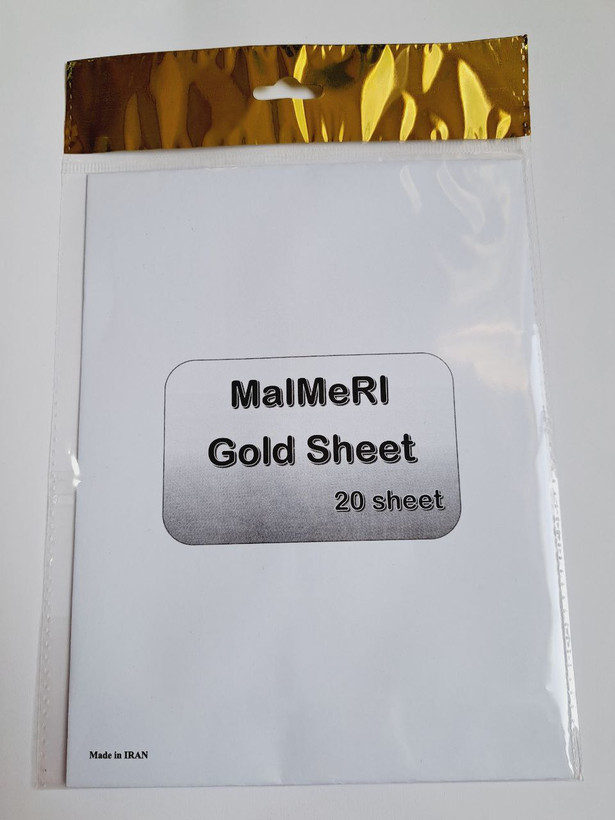 MalMeRI
Gold Sheet
20 sheet
Made in IRAN